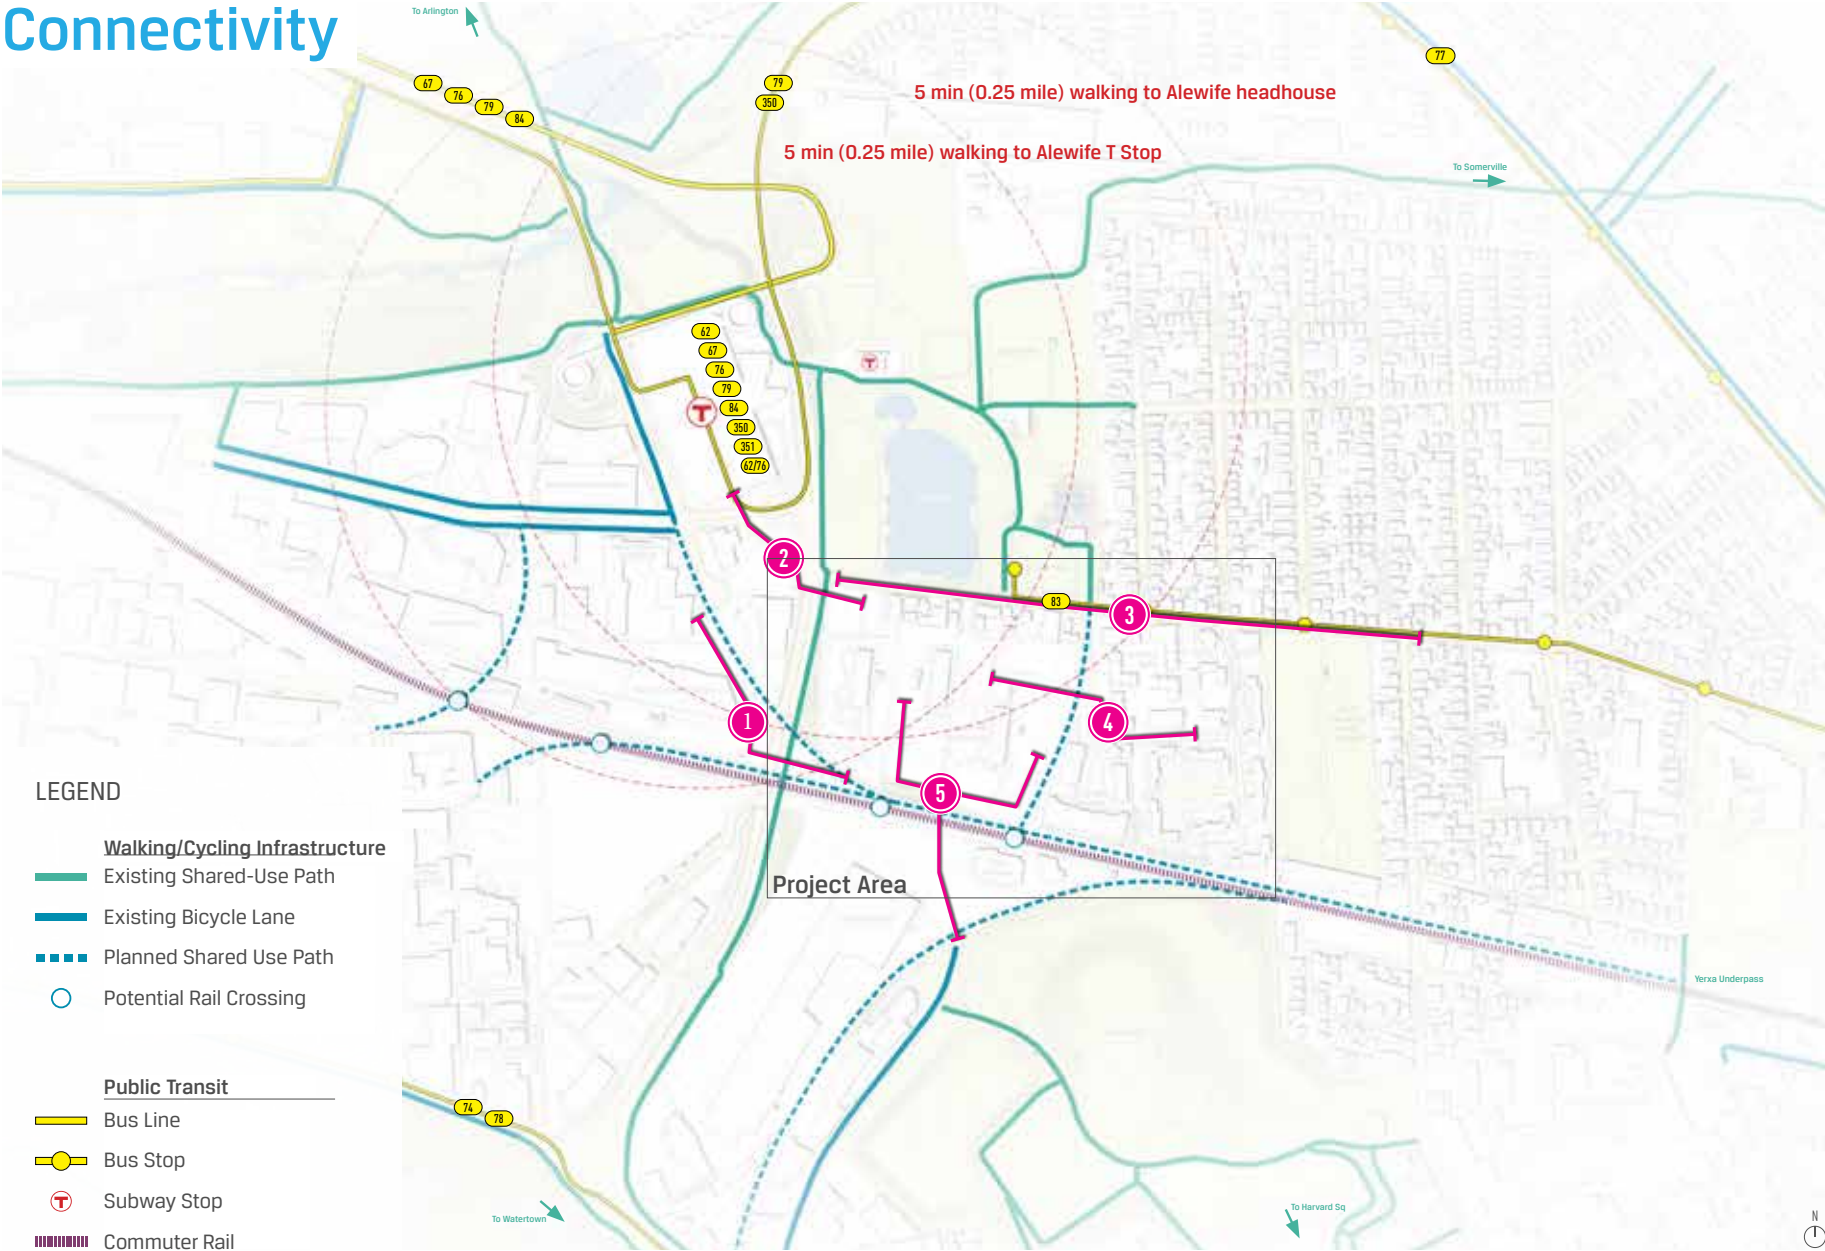 Connectivity
To Arlington
67
76
79
84
79
350
77
5 min (0.25 mile) walking to Alewife headhouse
5 min (0.25 mile) walking to Alewife T Stop
To Somerville
62
67
76
79
84
350
351
62/76
T
T
2
83
3
1
4
5
Project Area
Yerxa Underpass
LEGEND
Walking/Cycling Infrastructure
Existing Shared-Use Path
Existing Bicycle Lane
Planned Shared Use Path
Potential Rail Crossing
Public Transit
Bus Line
Bus Stop
T
Subway Stop
Commuter Rail
74
78
To Watertown
To Harvard Sq
N